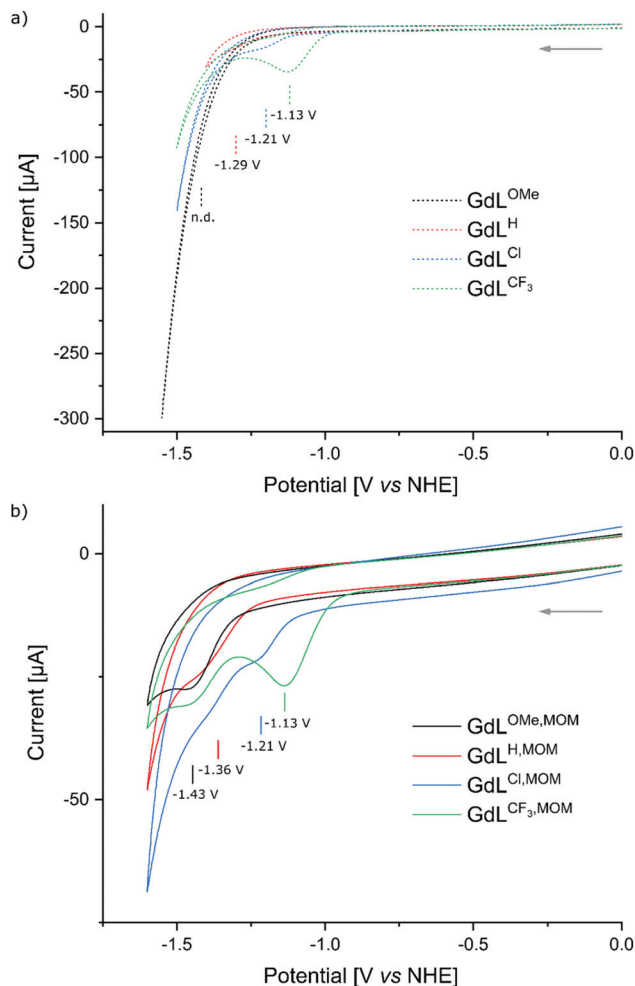 a)
0
-50
-100
-150
-200
-250
-300
Current [µA]
-1.13 V
-1.21 V
-1.29 V
n.d.
GdL^OMe
GdL^H
GdL^Cl
GdL^CF₃
-1.5
-1.0
-0.5
0.0
Potential [V vs NHE]
b)
0
-50
Current [µA]
-1.13 V
-1.21 V
-1.36 V
-1.43 V
GdL^OMe,MOM
GdL^H,MOM
GdL^Cl,MOM
GdL^CF₃,MOM
-1.5
-1.0
-0.5
0.0
Potential [V vs NHE]